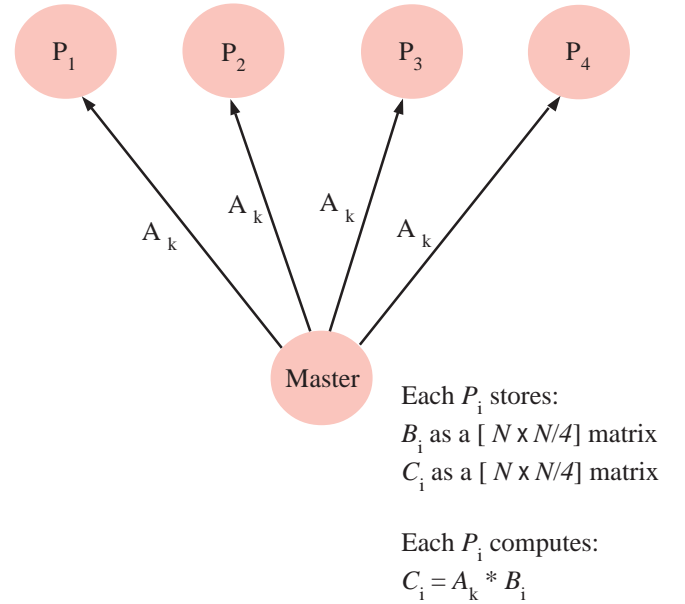 P1 P2 P3 P4
A k A k A k A k
Master
Each Pi stores:
Bi as a [ N x N/4] matrix
Ci as a [ N x N/4] matrix
Each Pi computes:
Ci = Ak * Bi